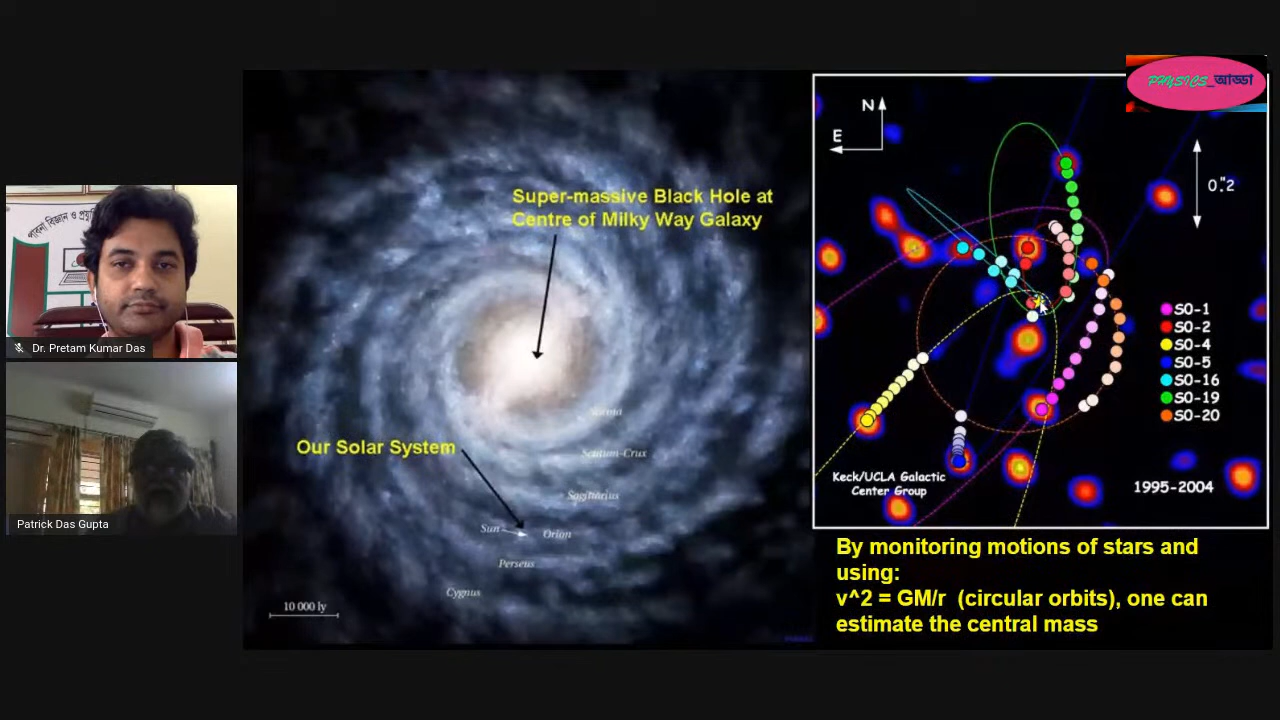 PHYSICS_আড্ডা
পাবনা বিজ্ঞান ও প্রযু
Dr. Pretam Kumar Das
Patrick Das Gupta
Super-massive Black Hole at
Centre of Milky Way Galaxy
Our Solar System
Norma
Scutum-Crux
Sagittarius
Sun
Orion
Perseus
Cygnus
10 000 ly
N
E
0."2
S0-1
S0-2
S0-4
S0-5
S0-16
S0-19
S0-20
Keck/UCLA Galactic
Center Group
1995-2004
By monitoring motions of stars and
using:
v^2 = GM/r (circular orbits), one can
estimate the central mass